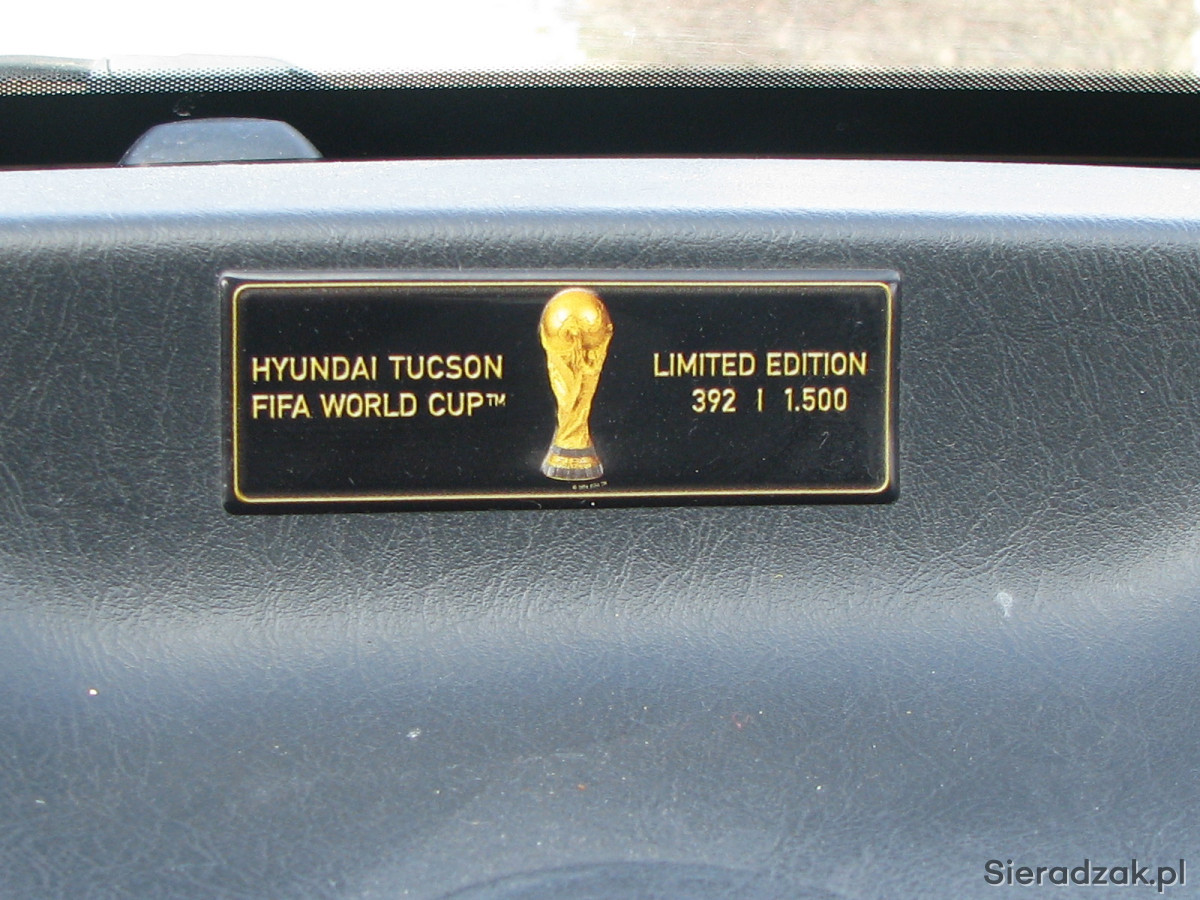 HYUNDAI TUCSON
FIFA WORLD CUP™
LIMITED EDITION
392 | 1.500
Sieradzak.pl